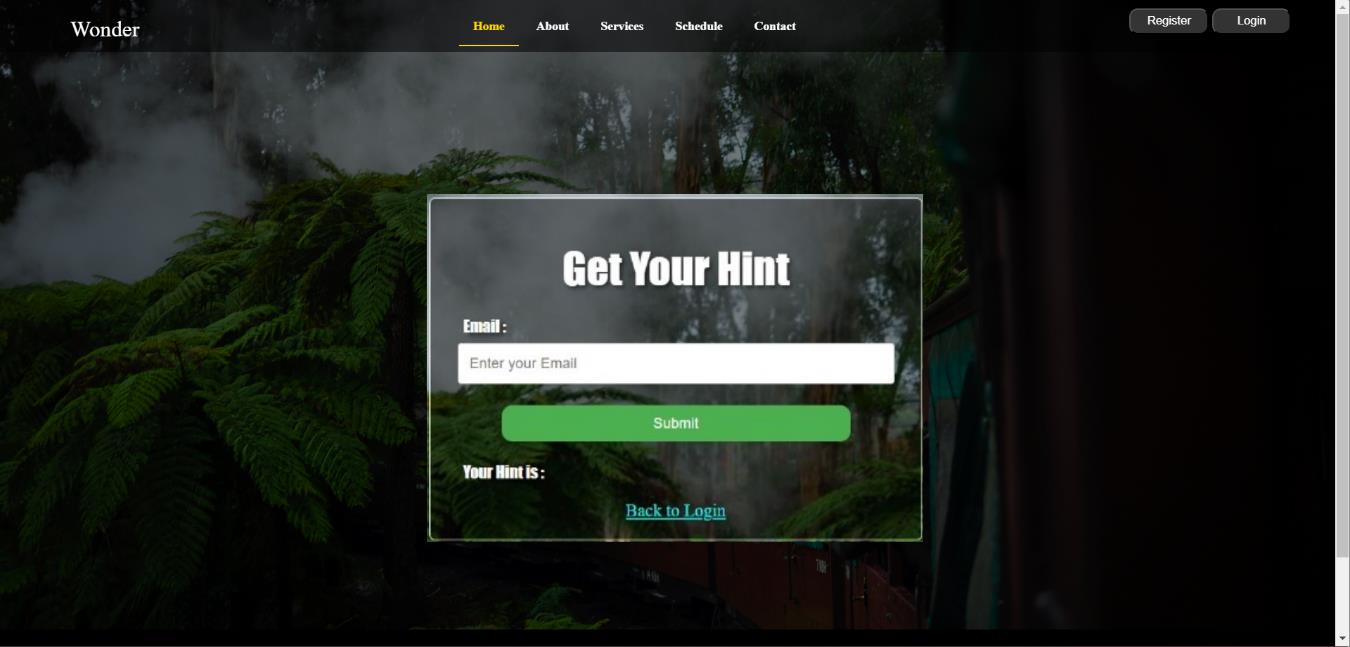 Wonder
Home About Services Schedule Contact
Register Login
Get Your Hint
Email :
Enter your Email
Submit
Your Hint is :
Back to Login